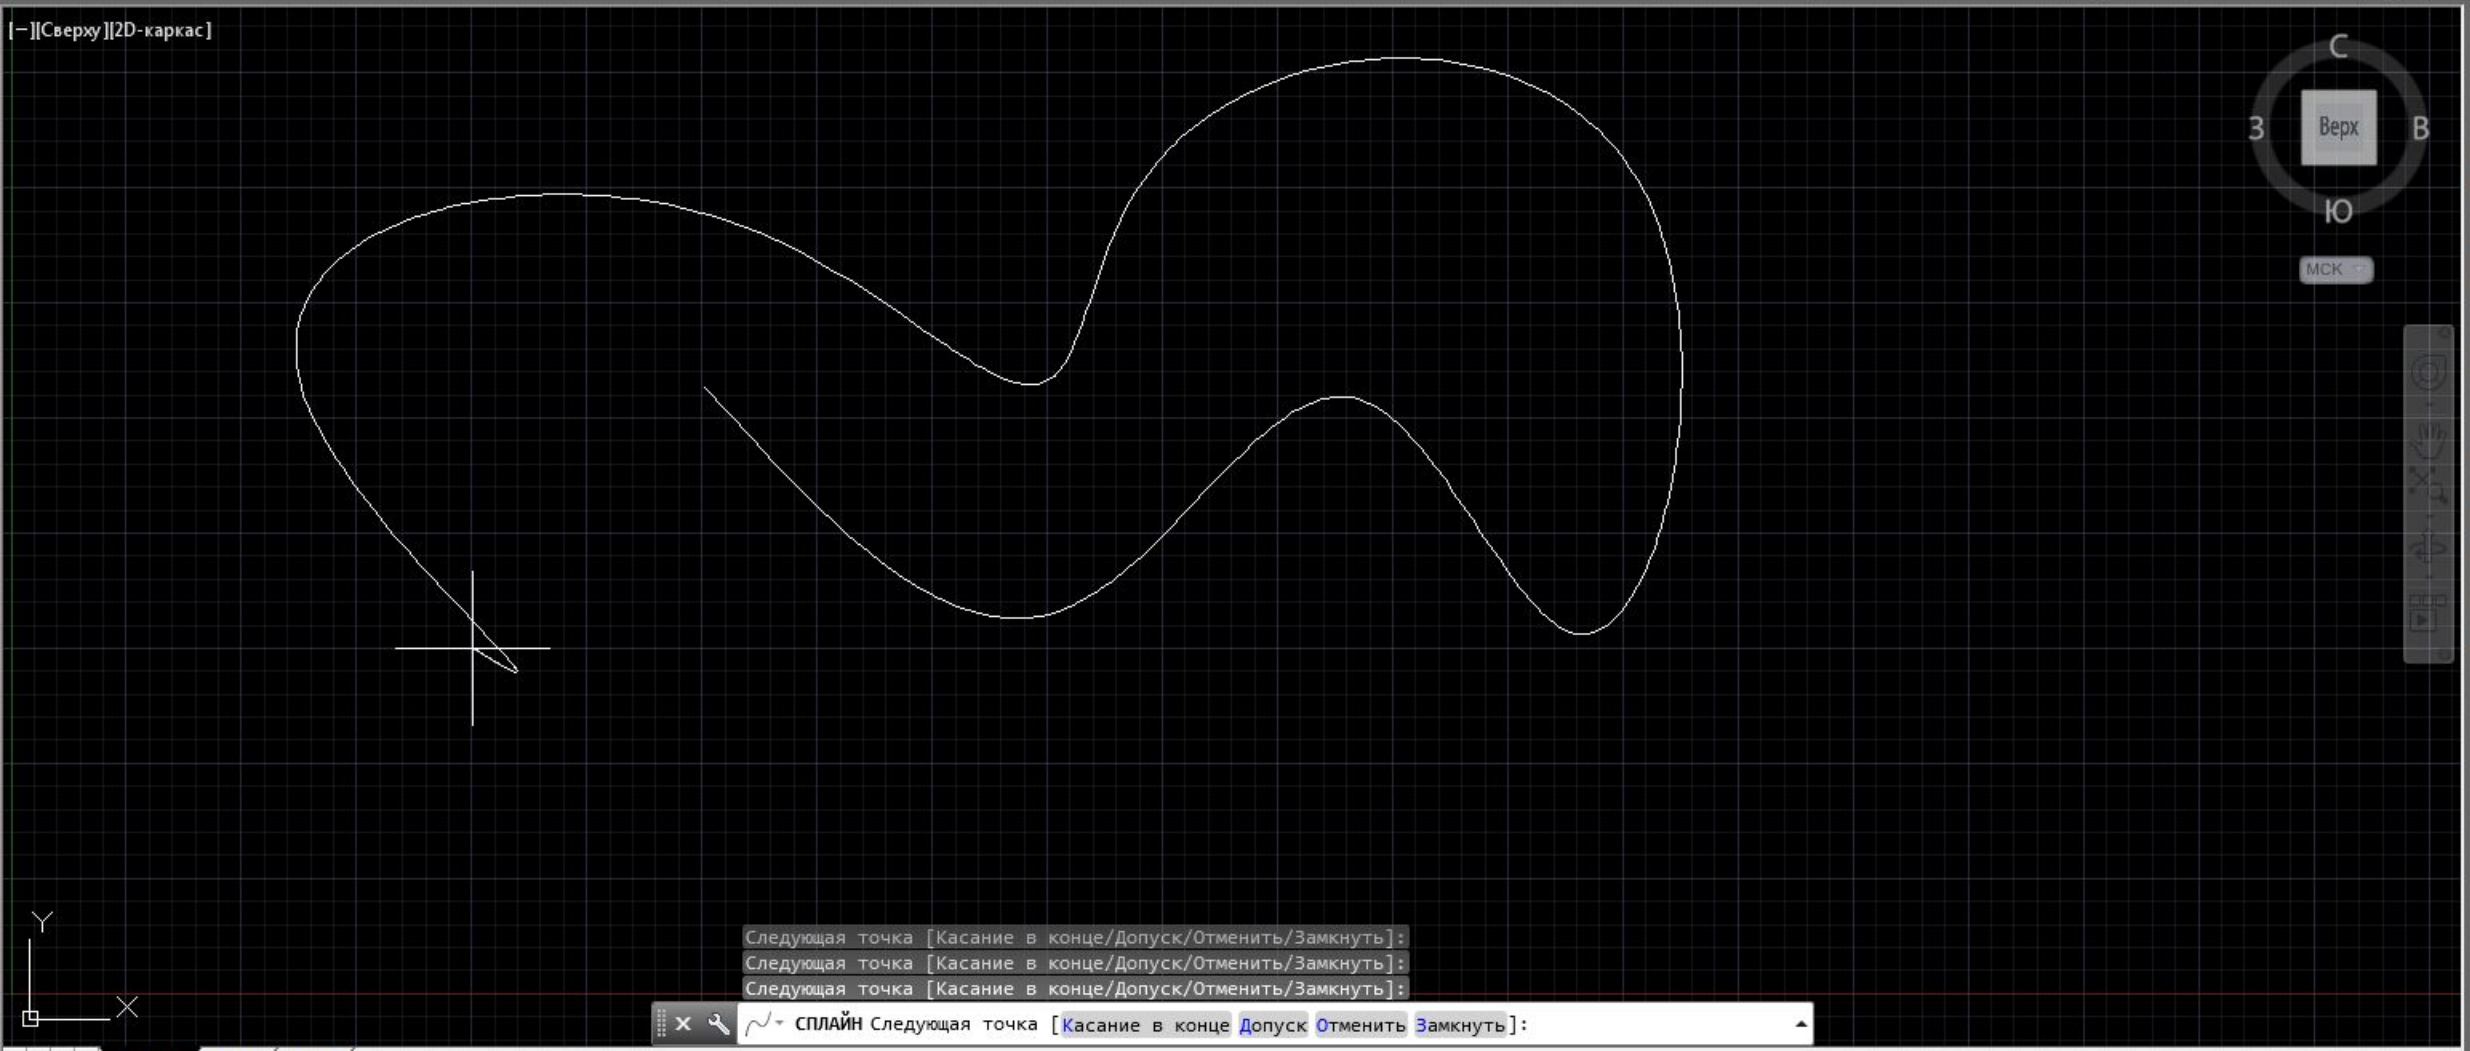 [−][Сверху][2D-каркас]
С
З
Верх
В
Ю
МСК
Y
X
Следующая точка [Касание в конце/Допуск/Отменить/Замкнуть]:
Следующая точка [Касание в конце/Допуск/Отменить/Замкнуть]:
Следующая точка [Касание в конце/Допуск/Отменить/Замкнуть]:
СПЛАЙН Следующая точка [Касание в конце Допуск Отменить Замкнуть]: